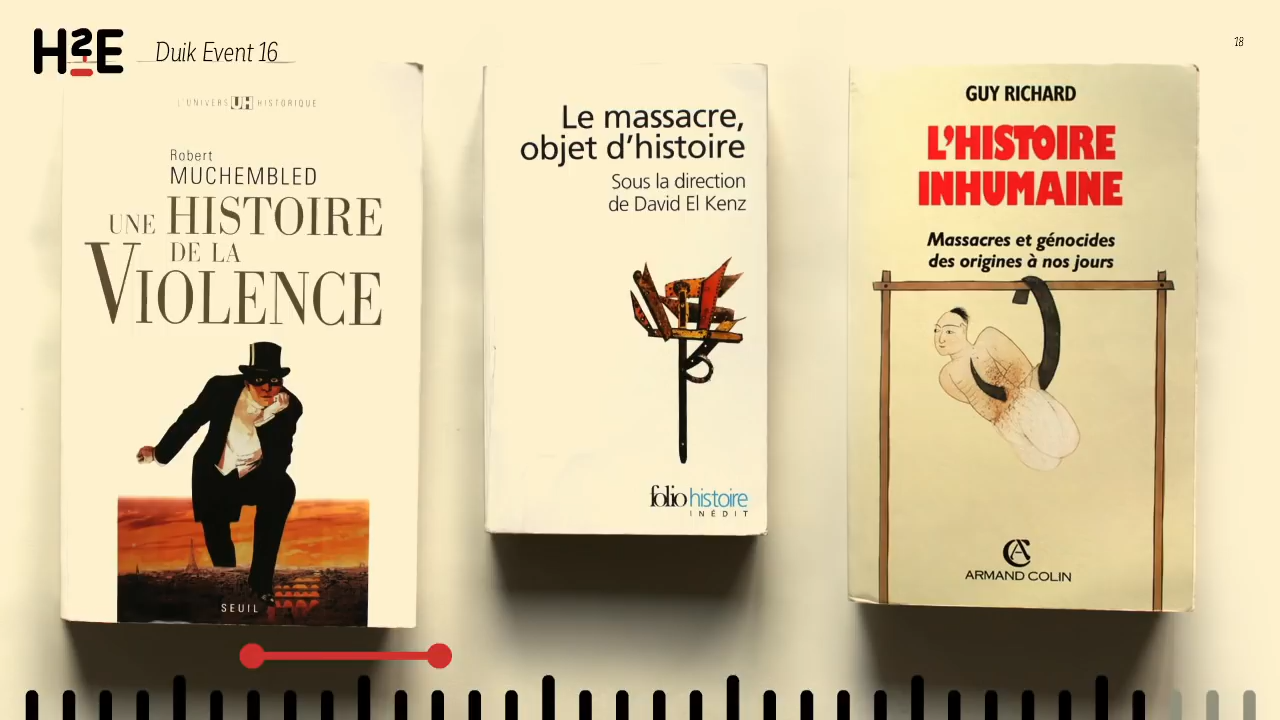 H2E
Duik Event 16
18
L'UNIVERS UH HISTORIQUE
Robert
MUCHEMBLED
UNE HISTOIRE
DE LA
VIOLENCE
SEUIL
Le massacre,
objet d'histoire
Sous la direction
de David El Kenz
folio histoire
INÉDIT
GUY RICHARD
L'HISTOIRE
INHUMAINE
Massacres et génocides
des origines à nos jours
AC
ARMAND COLIN